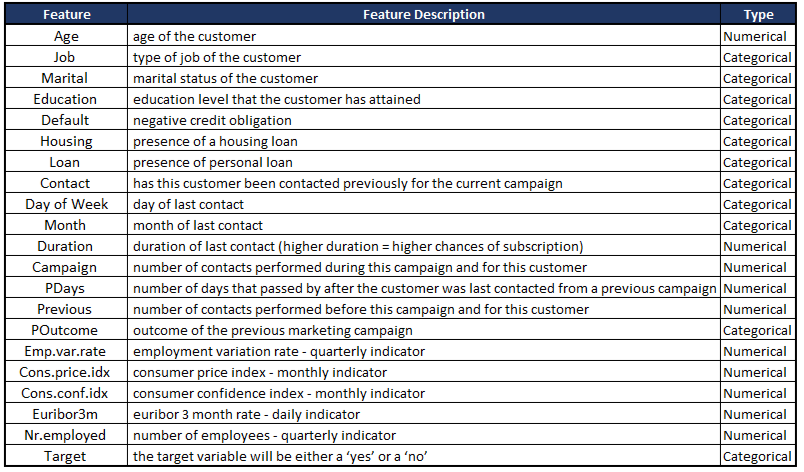 Feature Feature Description Type
Age age of the customer Numerical
Job type of job of the customer Categorical
Marital marital status of the customer Categorical
Education education level that the customer has attained Categorical
Default negative credit obligation Categorical
Housing presence of a housing loan Categorical
Loan presence of personal loan Categorical
Contact has this customer been contacted previously for the current campaign Categorical
Day of Week day of last contact Categorical
Month month of last contact Categorical
Duration duration of last contact (higher duration = higher chances of subscription) Numerical
Campaign number of contacts performed during this campaign and for this customer Numerical
PDays number of days that passed by after the customer was last contacted from a previous campaign Numerical
Previous number of contacts performed before this campaign and for this customer Numerical
POutcome outcome of the previous marketing campaign Categorical
Emp.var.rate employment variation rate - quarterly indicator Numerical
Cons.price.idx consumer price index - monthly indicator Numerical
Cons.conf.idx consumer confidence index - monthly indicator Numerical
Euribor3m euribor 3 month rate - daily indicator Numerical
Nr.employed number of employees - quarterly indicator Numerical
Target the target variable will be either a ‘yes’ or a ‘no’ Categorical